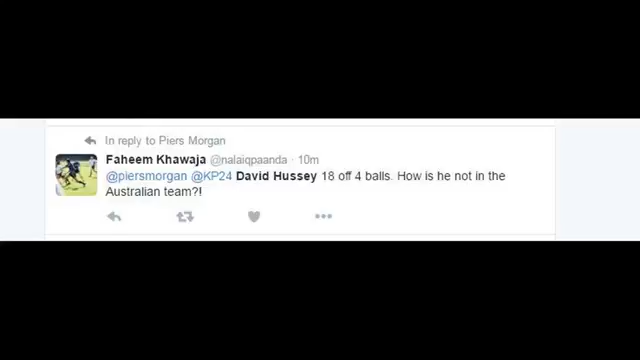 In reply to Piers Morgan
Faheem Khawaja @nalaiqpaanda · 10m
@piersmorgan @KP24 David Hussey 18 off 4 balls. How is he not in the
Australian team?!